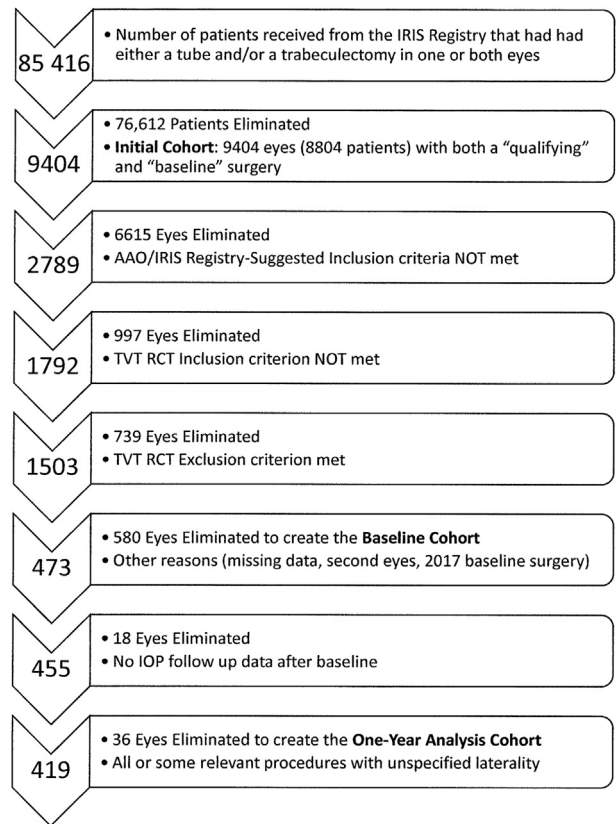 85 416
• Number of patients received from the IRIS Registry that had had
either a tube and/or a trabeculectomy in one or both eyes
9404
• 76,612 Patients Eliminated
• Initial Cohort: 9404 eyes (8804 patients) with both a “qualifying”
and “baseline” surgery
2789
• 6615 Eyes Eliminated
• AAO/IRIS Registry-Suggested Inclusion criteria NOT met
1792
• 997 Eyes Eliminated
• TVT RCT Inclusion criterion NOT met
1503
• 739 Eyes Eliminated
• TVT RCT Exclusion criterion met
473
• 580 Eyes Eliminated to create the Baseline Cohort
• Other reasons (missing data, second eyes, 2017 baseline surgery)
455
• 18 Eyes Eliminated
• No IOP follow up data after baseline
419
• 36 Eyes Eliminated to create the One-Year Analysis Cohort
• All or some relevant procedures with unspecified laterality